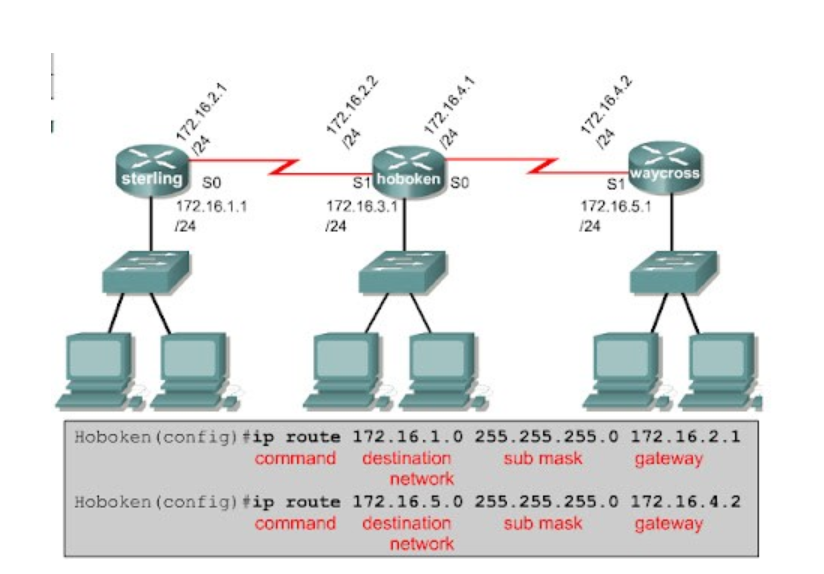 172.16.2.1
/24
172.16.2.2
/24
172.16.4.1
/24
172.16.4.2
/24
sterling
S0
S1
hoboken
S0
S1
waycross
172.16.1.1
/24
172.16.3.1
/24
172.16.5.1
/24
Hoboken(config)#ip route 172.16.1.0 255.255.255.0 172.16.2.1
command destination sub mask gateway
network
Hoboken(config)#ip route 172.16.5.0 255.255.255.0 172.16.4.2
command destination sub mask gateway
network